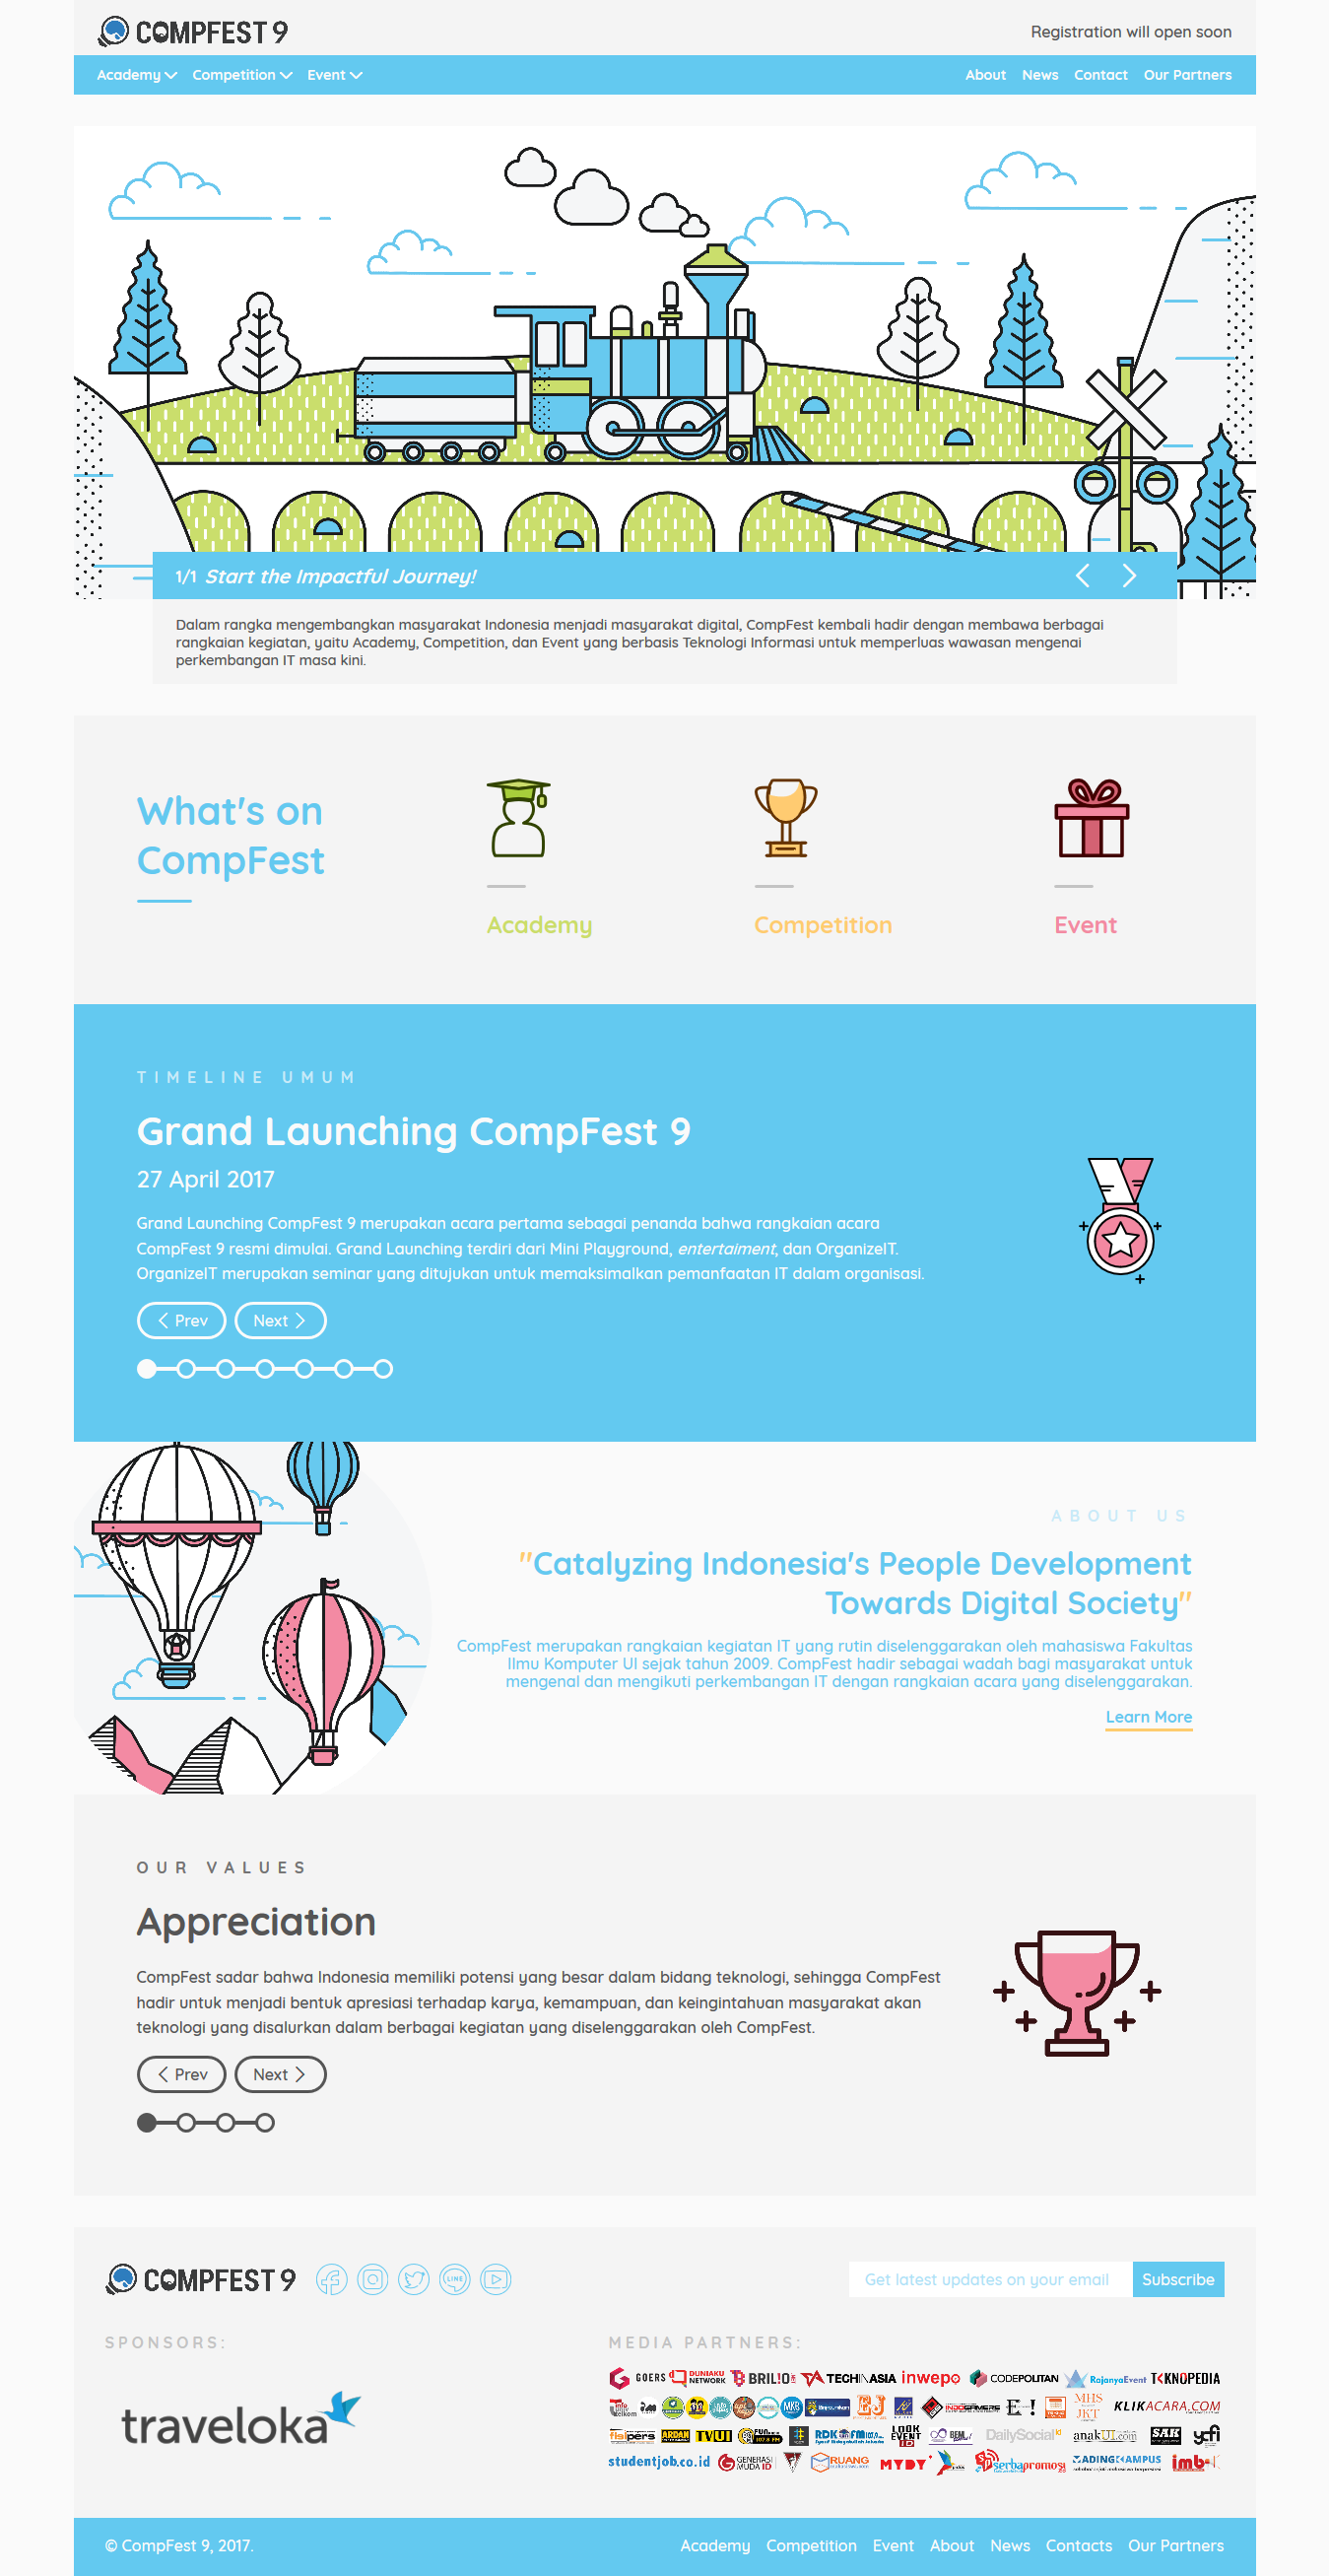 COMPFEST 9
Registration will open soon
Academy Competition Event
About News Contact Our Partners
1/1 Start the Impactful Journey!
Dalam rangka mengembangkan masyarakat Indonesia menjadi masyarakat digital, CompFest kembali hadir dengan membawa berbagai
rangkaian kegiatan, yaitu Academy, Competition, dan Event yang berbasis Teknologi Informasi untuk memperluas wawasan mengenai
perkembangan IT masa kini.
What's on
CompFest
Academy
Competition
Event
TIMELINE UMUM
Grand Launching CompFest 9
27 April 2017
Grand Launching CompFest 9 merupakan acara pertama sebagai penanda bahwa rangkaian acara
CompFest 9 resmi dimulai. Grand Launching terdiri dari Mini Playground, entertaiment, dan OrganizeIT.
OrganizeIT merupakan seminar yang ditujukan untuk memaksimalkan pemanfaatan IT dalam organisasi.
Prev Next
ABOUT US
"Catalyzing Indonesia's People Development
Towards Digital Society"
CompFest merupakan rangkaian kegiatan IT yang rutin diselenggarakan oleh mahasiswa Fakultas
Ilmu Komputer UI sejak tahun 2009. CompFest hadir sebagai wadah bagi masyarakat untuk
mengenal dan mengikuti perkembangan IT dengan rangkaian acara yang diselenggarakan.
Learn More
OUR VALUES
Appreciation
CompFest sadar bahwa Indonesia memiliki potensi yang besar dalam bidang teknologi, sehingga CompFest
hadir untuk menjadi bentuk apresiasi terhadap karya, kemampuan, dan keingintahuan masyarakat akan
teknologi yang disalurkan dalam berbagai kegiatan yang diselenggarakan oleh CompFest.
Prev Next
COMPFEST 9 LINE
Get latest updates on your email Subscribe
SPONSORS:
traveloka
MEDIA PARTNERS:
GOERS DUNIAKU NETWORK BRILIO TECHINASIA inwepo CODEPOLITAN RajanyaEvent TEKNOPEDIA
EJ E! MHS JKT KLIKACARA.COM
fisipers TVUI RDK FM LOOK EVENT ID BEM DailySocial anakUI.com SAK ycfi
studentjob.co.id GENERASI MUDA ID RUANG MYDY serbapromosi MADINGKAMPUS
© CompFest 9, 2017.
Academy Competition Event About News Contacts Our Partners